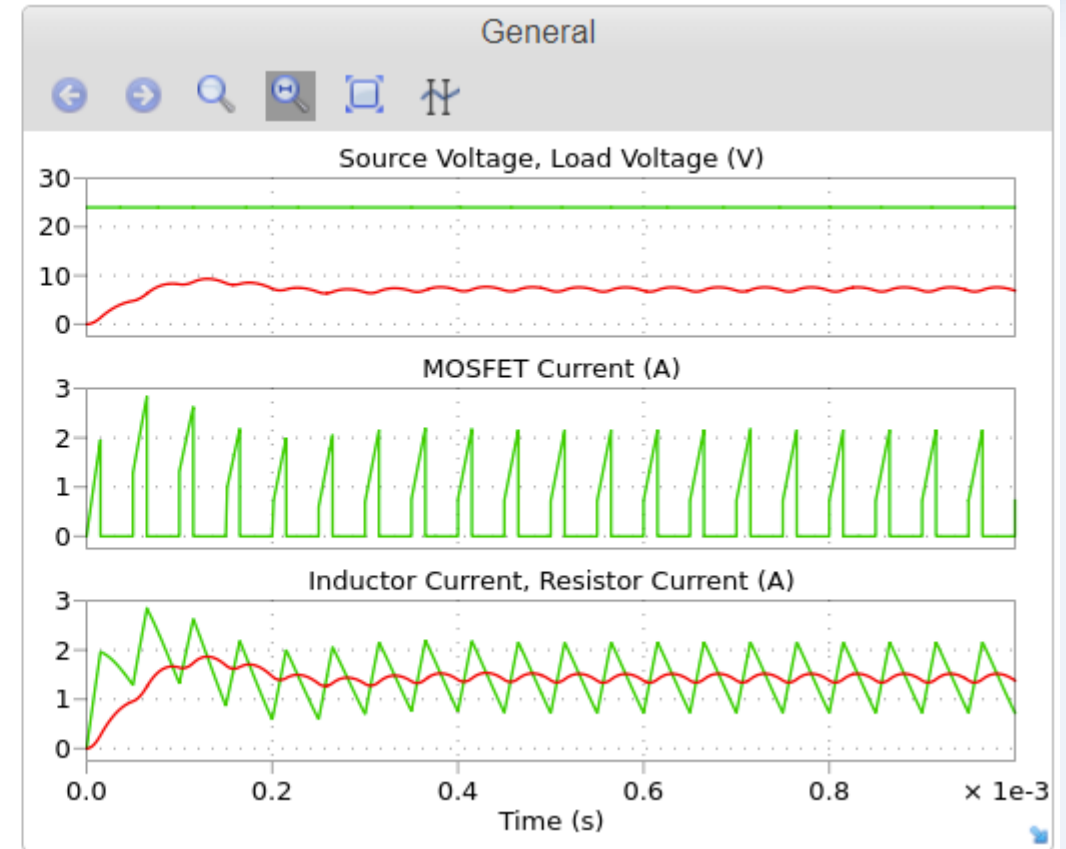 General
Source Voltage, Load Voltage (V)
30
20
10
0
MOSFET Current (A)
3
2
1
0
Inductor Current, Resistor Current (A)
3
2
1
0
0.0 0.2 0.4 0.6 0.8 × 1e-3
Time (s)